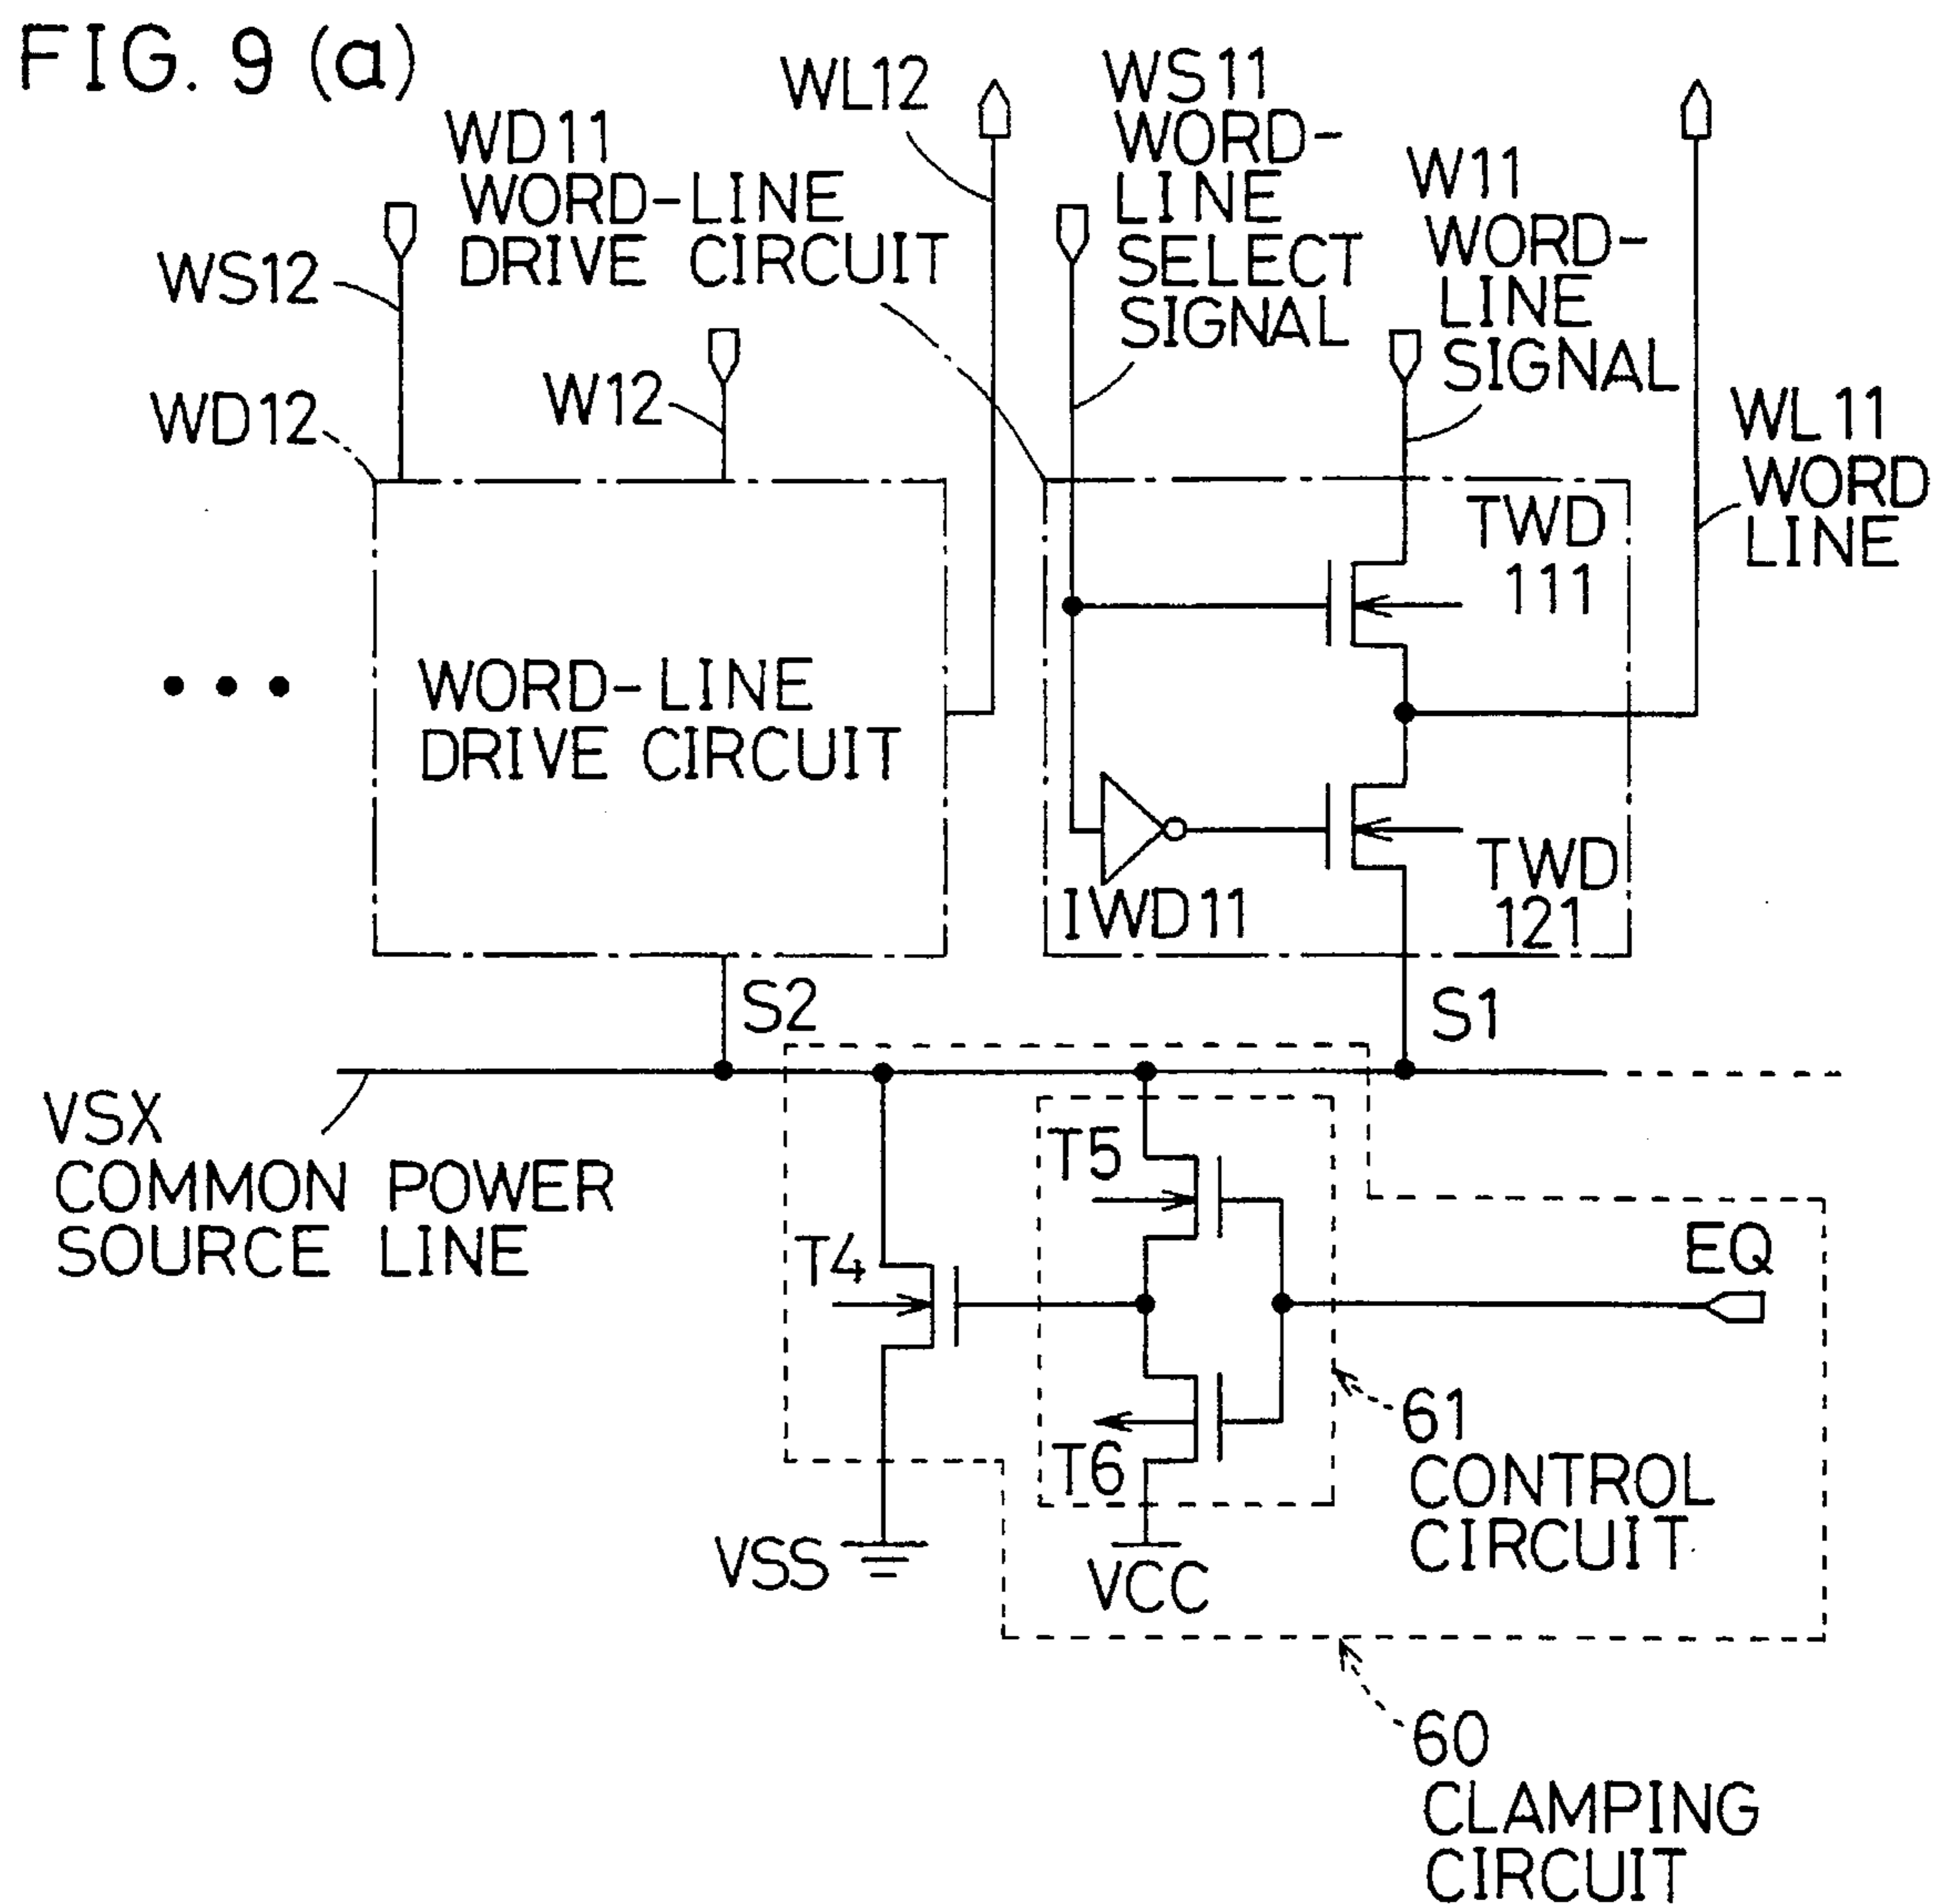 FIG. 9 (a)
WL12
WS11
WORD-
LINE
SELECT
SIGNAL
WD11
WORD-LINE
DRIVE CIRCUIT
W11
WORD-
LINE
SIGNAL
WS12
W12
WD12
WL11
WORD
LINE
TWD
111
WORD-LINE
DRIVE CIRCUIT
TWD
121
IWD11
S2
S1
VSX
COMMON POWER
SOURCE LINE
T5
T4
EQ
T6
61
CONTROL
CIRCUIT
VSS
VCC
60
CLAMPING
CIRCUIT